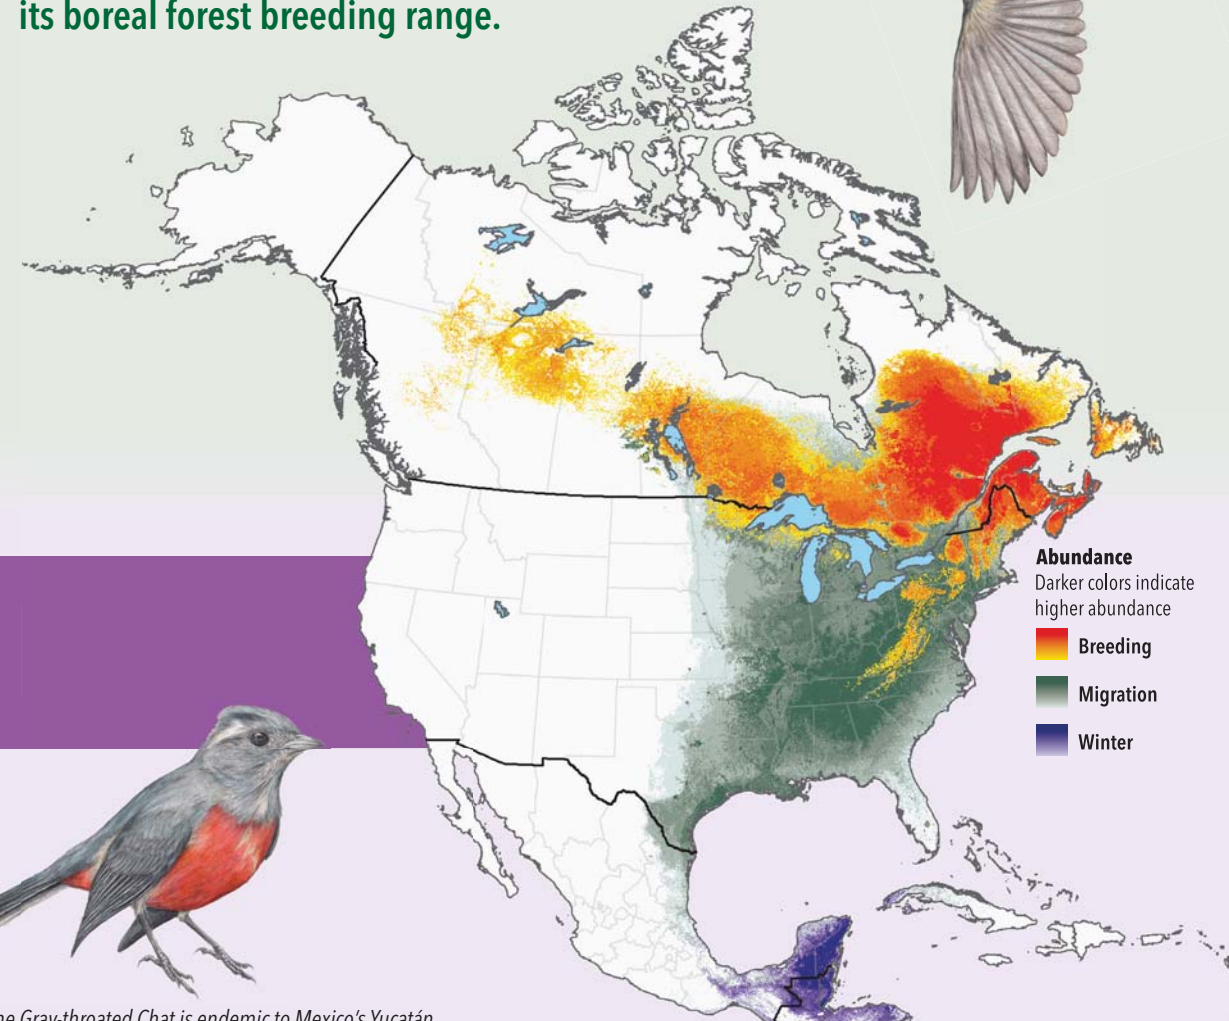 its boreal forest breeding range.
Abundance
Darker colors indicate
higher abundance
Breeding
Migration
Winter
Gray-throated Chat is endemic to Mexico's Yucatán